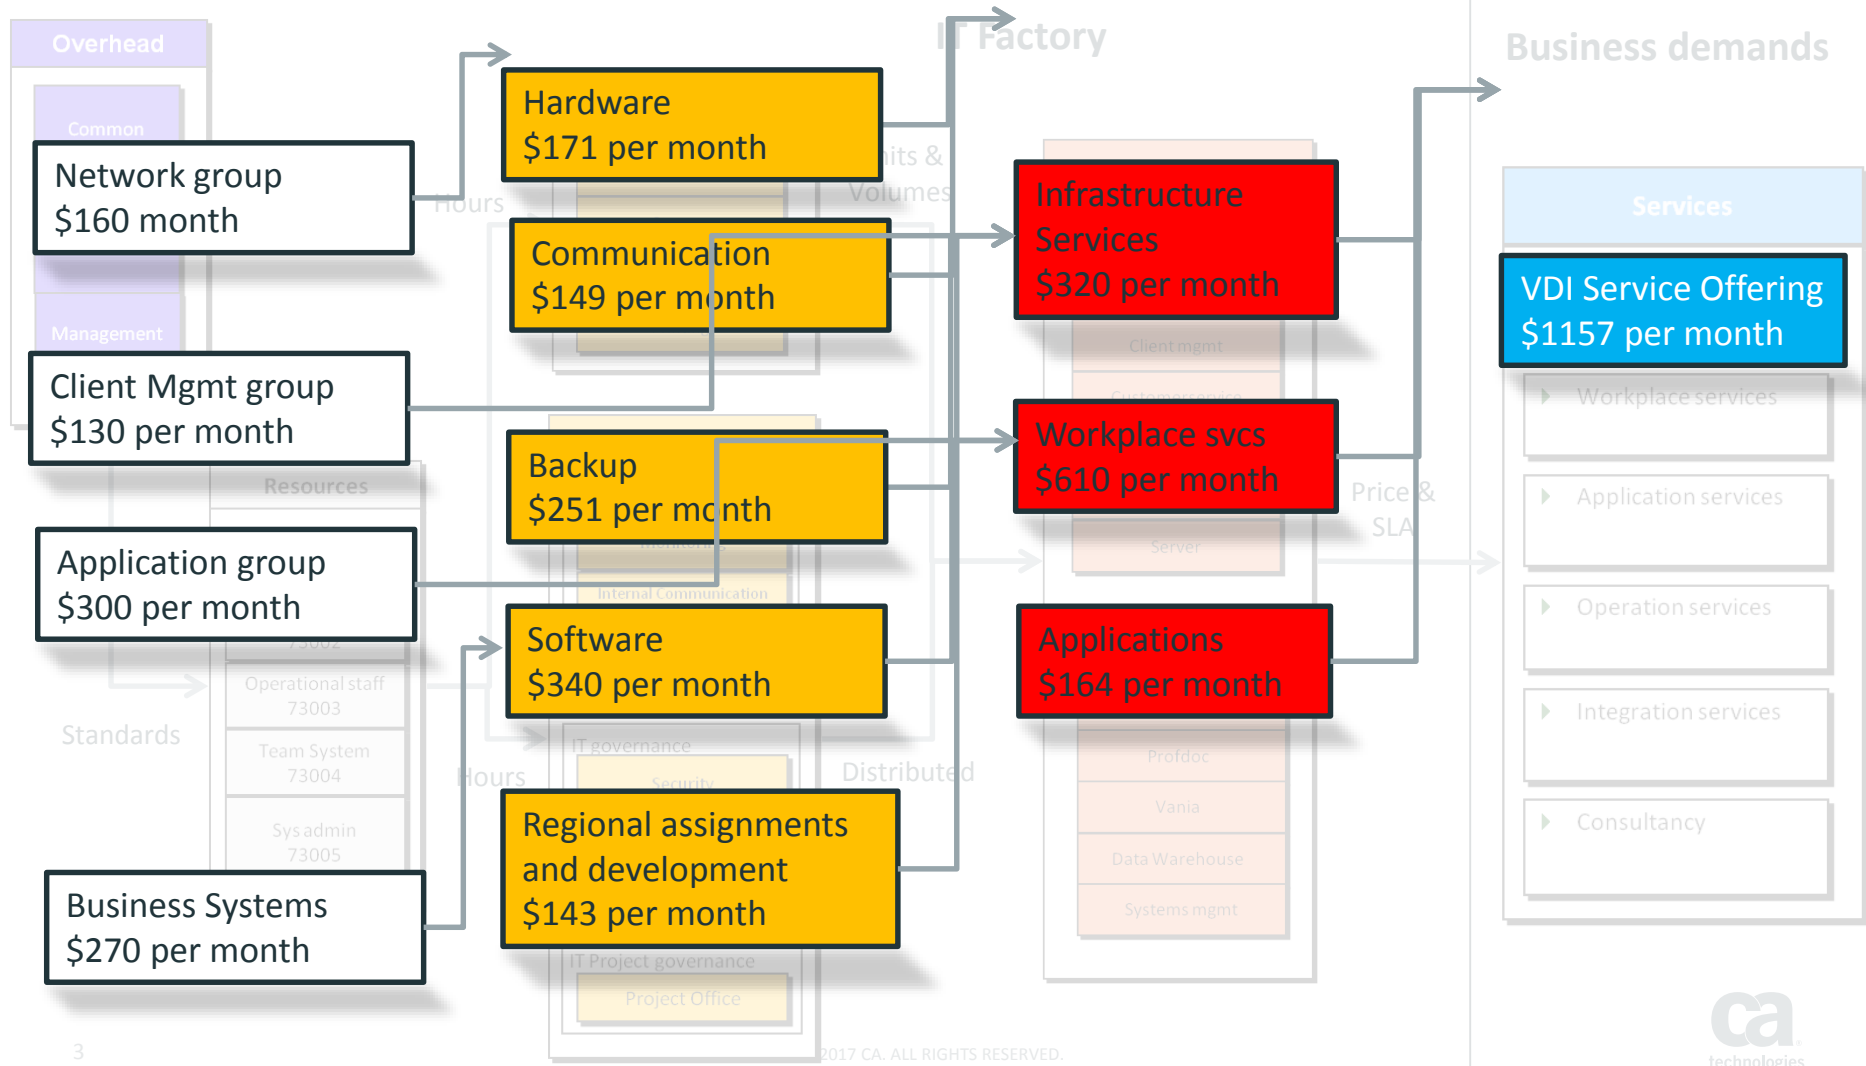 Overhead
IT Factory
Business demands
Common
Network group
$160 month
Management
Client Mgmt group
$130 per month
Resources
Application group
$300 per month
73002
Operational staff
73003
Team System
73004
Sys admin
73005
Standards
Business Systems
$270 per month
Hours
Hours
Hardware
$171 per month
Communication
$149 per month
Backup
$251 per month
Monitoring
Internal Communication
Software
$340 per month
IT governance
Security
Regional assignments
and development
$143 per month
IT Project governance
Project Office
Volumes
Distributed
Infrastructure
Services
$320 per month
Client mgmt
Customerservice
Workplace svcs
$610 per month
Server
Applications
$164 per month
Profdoc
Vania
Data Warehouse
Systems mgmt
Price &
SLA
Services
VDI Service Offering
$1157 per month
Workplace services
Application services
Operation services
Integration services
Consultancy
3
2017 CA. ALL RIGHTS RESERVED.
ca
technologies